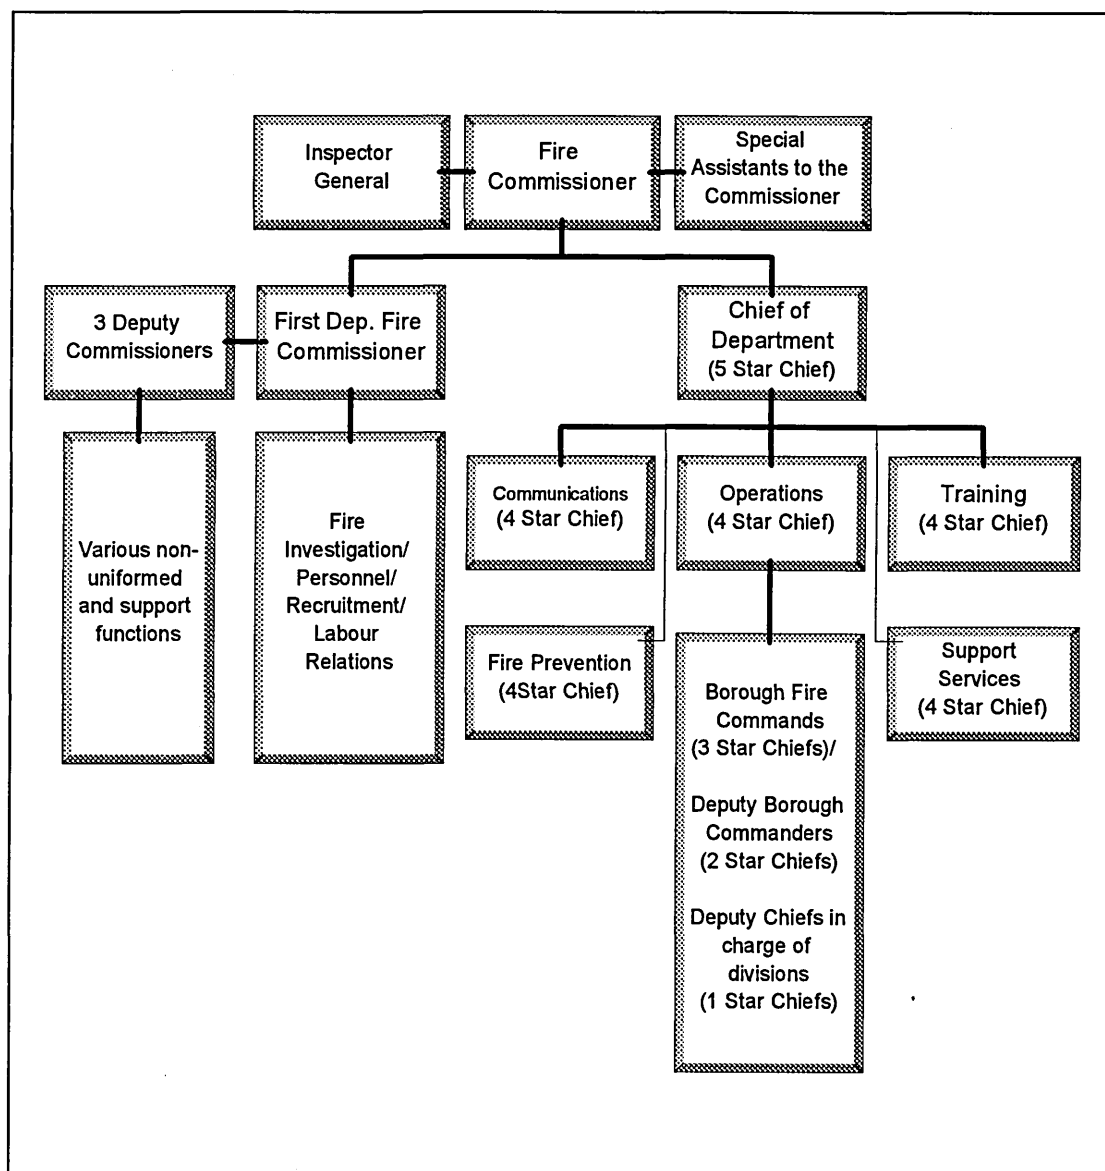 Inspector
General
Fire
Commissioner
Special
Assistants to the
Commissioner
3 Deputy
Commissioners
First Dep. Fire
Commissioner
Chief of
Department
(5 Star Chief)
Various non-
uniformed
and support
functions
Fire
Investigation/
Personnel/
Recruitment/
Labour
Relations
Communications
(4 Star Chief)
Operations
(4 Star Chief)
Training
(4 Star Chief)
Fire Prevention
(4Star Chief)
Borough Fire
Commands
(3 Star Chiefs)/
Deputy Borough
Commanders
(2 Star Chiefs)
Deputy Chiefs in
charge of
divisions
(1 Star Chiefs)
Support
Services
(4 Star Chief)